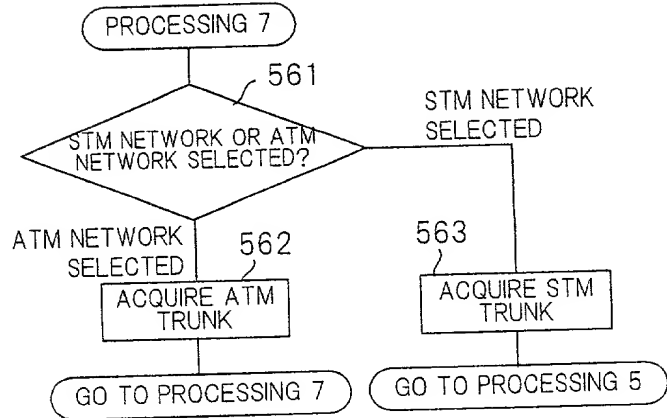 PROCESSING 7
561
STM NETWORK OR ATM
NETWORK SELECTED?
STM NETWORK
SELECTED
ATM NETWORK
SELECTED
562
ACQUIRE ATM
TRUNK
563
ACQUIRE STM
TRUNK
GO TO PROCESSING 7
GO TO PROCESSING 5